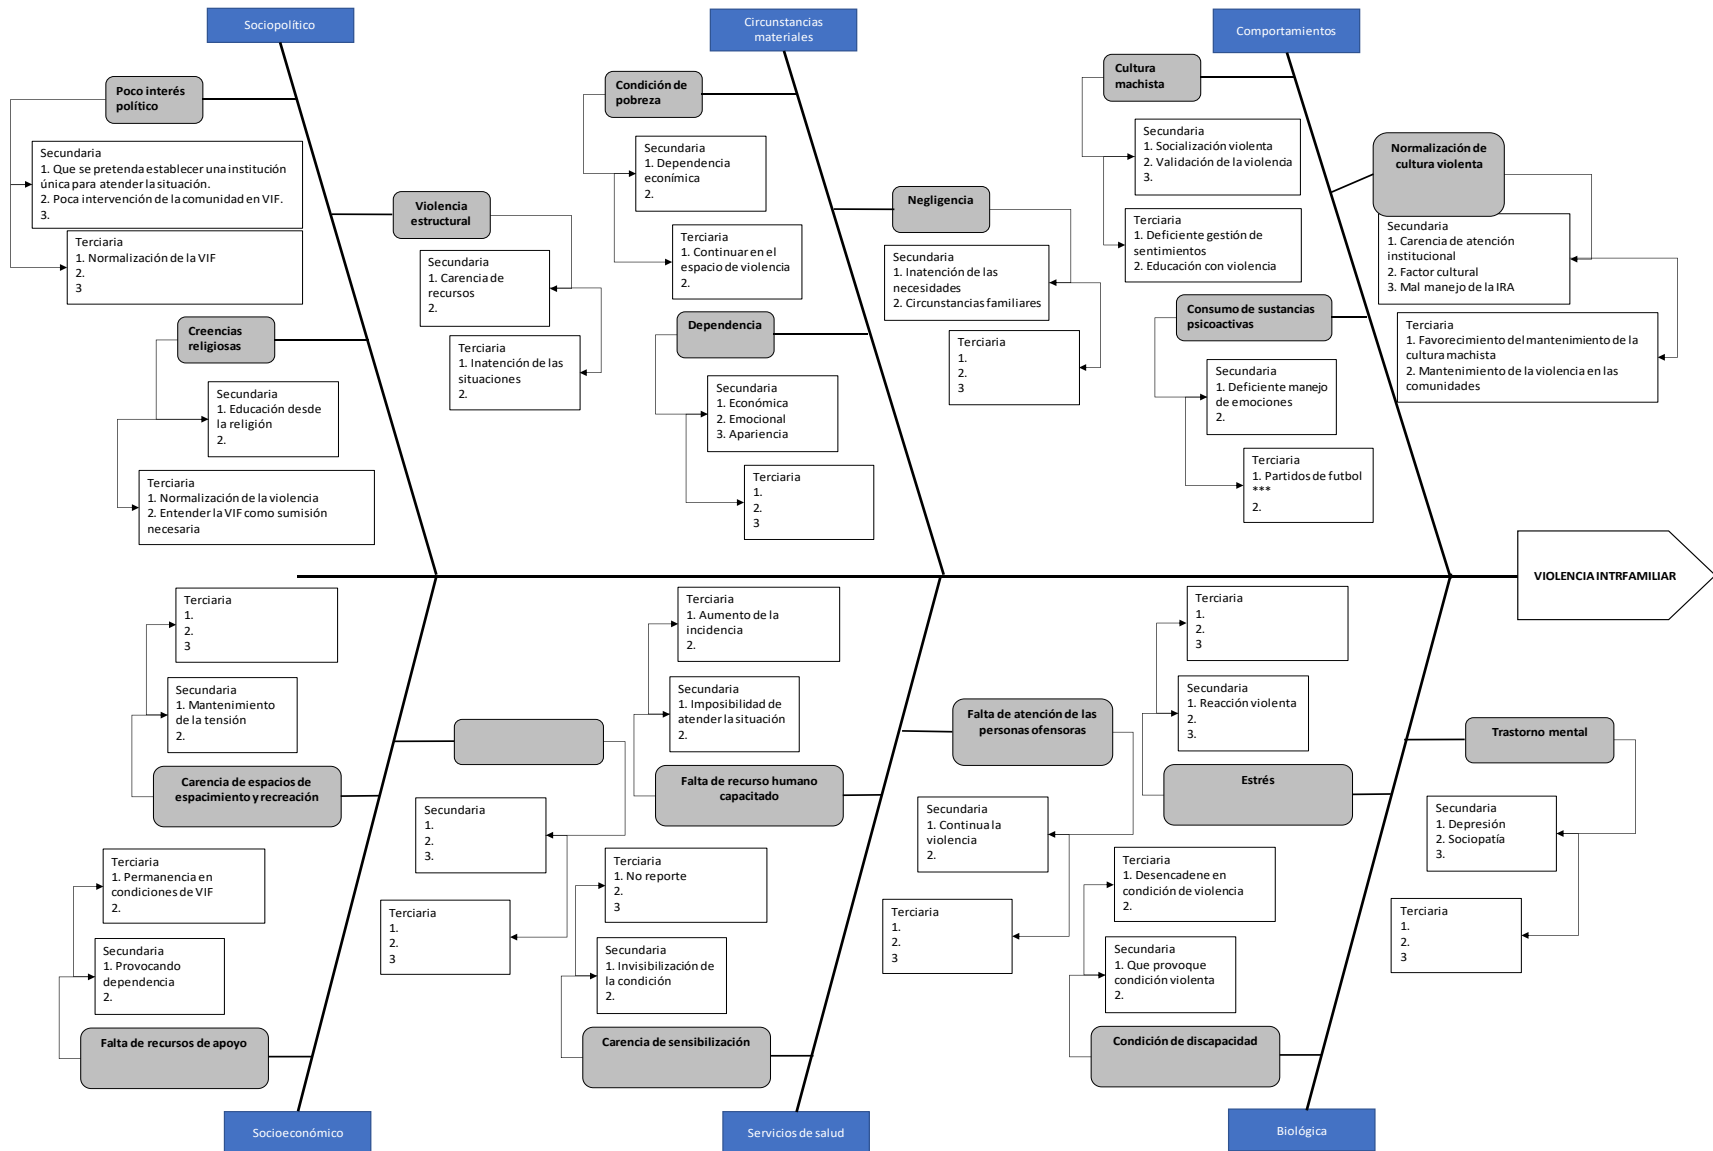 Sociopolítico
Circunstancias
materiales
Comportamientos
Poco interés
político
Secundaria
1. Que se pretenda establecer una institución
única para atender la situación.
2. Poca intervención de la comunidad en VIF.
3.
Terciaria
1. Normalización de la VIF
2.
3
Violencia
estructural
Secundaria
1. Carencia de
recursos
2.
Terciaria
1. Inatención de las
situaciones
2.
Creencias
religiosas
Secundaria
1. Educación desde
la religión
2.
Terciaria
1. Normalización de la violencia
2. Entender la VIF como sumisión
necesaria
Condición de
pobreza
Secundaria
1. Dependencia
econímica
2.
Terciaria
1. Continuar en el
espacio de violencia
2.
Negligencia
Secundaria
1. Inatención de las
necesidades
2. Circunstancias familiares
Terciaria
1.
2.
3
Dependencia
Secundaria
1. Económica
2. Emocional
3. Apariencia
Terciaria
1.
2.
3
Cultura
machista
Secundaria
1. Socialización violenta
2. Validación de la violencia
3.
Terciaria
1. Deficiente gestión de
sentimientos
2. Educación con violencia
Normalización de
cultura violenta
Secundaria
1. Carencia de atención
institucional
2. Factor cultural
3. Mal manejo de la IRA
Terciaria
1. Favorecimiento del mantenimiento de la
cultura machista
2. Mantenimiento de la violencia en las
comunidades
Consumo de sustancias
psicoactivas
Secundaria
1. Deficiente manejo
de emociones
2.
Terciaria
1. Partidos de futbol
***
2.
VIOLENCIA INTRFAMILIAR
Terciaria
1.
2.
3
Secundaria
1. Mantenimiento
de la tensión
2.
Carencia de espacios de
espacimiento y recreación
Secundaria
1.
2.
3.
Terciaria
1.
2.
3
Terciaria
1. Permanencia en
condiciones de VIF
2.
Secundaria
1. Provocando
dependencia
2.
Falta de recursos de apoyo
Terciaria
1. Aumento de la
incidencia
2.
Secundaria
1. Imposibilidad de
atender la situación
2.
Falta de recurso humano
capacitado
Falta de atención de las
personas ofensoras
Secundaria
1. Continua la
violencia
2.
Terciaria
1.
2.
3
Terciaria
1. No reporte
2.
3
Secundaria
1. Invisibilización de
la condición
2.
Carencia de sensibilización
Terciaria
1.
2.
3
Secundaria
1. Reacción violenta
2.
3.
Estrés
Trastorno mental
Secundaria
1. Depresión
2. Sociopatía
3.
Terciaria
1.
2.
3
Terciaria
1. Desencadene en
condición de violencia
2.
Secundaria
1. Que provoque
condición violenta
2.
Condición de discapacidad
Socioeconómico
Servicios de salud
Biológica